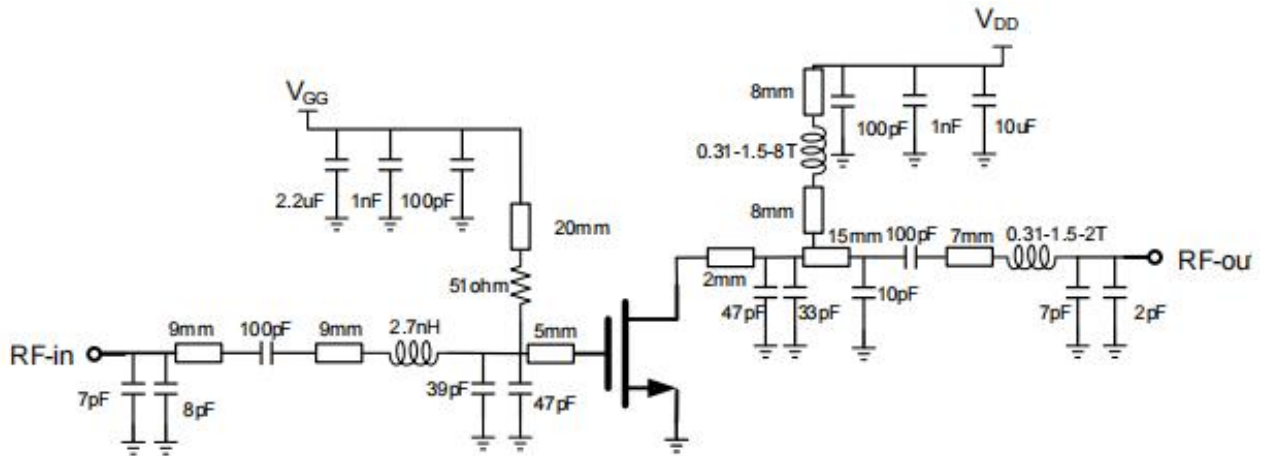 V_DD
8mm
100pF
1nF
10uF
V_GG
0.31-1.5-8T
2.2uF
1nF
100pF
8mm
20mm
15mm
100pF
7mm
0.31-1.5-2T
RF-ou
2mm
51ohm
47pF
33pF
10pF
7pF
2pF
9mm
100pF
9mm
2.7nH
5mm
RF-in
7pF
8pF
39pF
47pF